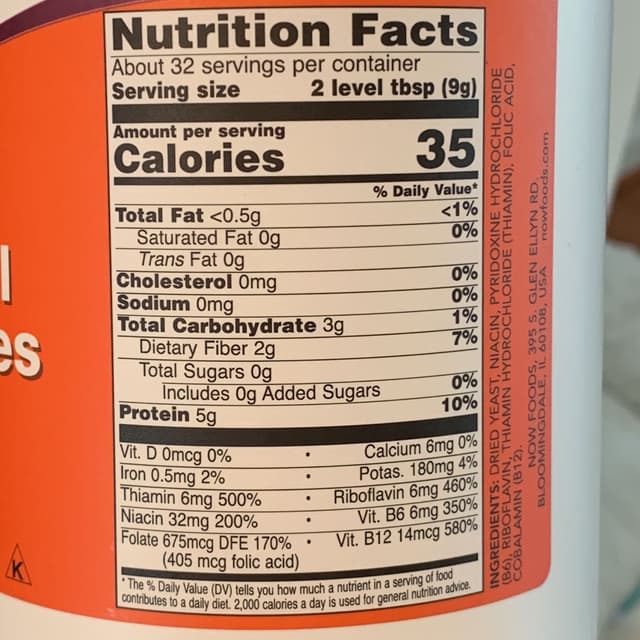 Nutrition Facts
About 32 servings per container
Serving size 2 level tbsp (9g)
Amount per serving
Calories 35
% Daily Value*
Total Fat <0.5g <1%
Saturated Fat 0g 0%
Trans Fat 0g
Cholesterol 0mg 0%
Sodium 0mg 0%
Total Carbohydrate 3g 1%
Dietary Fiber 2g 7%
Total Sugars 0g
Includes 0g Added Sugars 0%
Protein 5g 10%
Vit. D 0mcg 0% • Calcium 6mg 0%
Iron 0.5mg 2% • Potas. 180mg 4%
Thiamin 6mg 500% • Riboflavin 6mg 460%
Niacin 32mg 200% • Vit. B6 6mg 350%
Folate 675mcg DFE 170% • Vit. B12 14mcg 580%
(405 mcg folic acid)
*The % Daily Value (DV) tells you how much a nutrient in a serving of food
contributes to a daily diet. 2,000 calories a day is used for general nutrition advice.
INGREDIENTS: DRIED YEAST, NIACIN, PYRIDOXINE HYDROCHLORIDE
(B6), RIBOFLAVIN, THIAMIN HYDROCHLORIDE (THIAMIN), FOLIC ACID,
COBALAMIN (B12).
NOW FOODS, 395 S. GLEN ELLYN RD.
BLOOMINGDALE, IL 60108, USA nowfoods.com
es
K